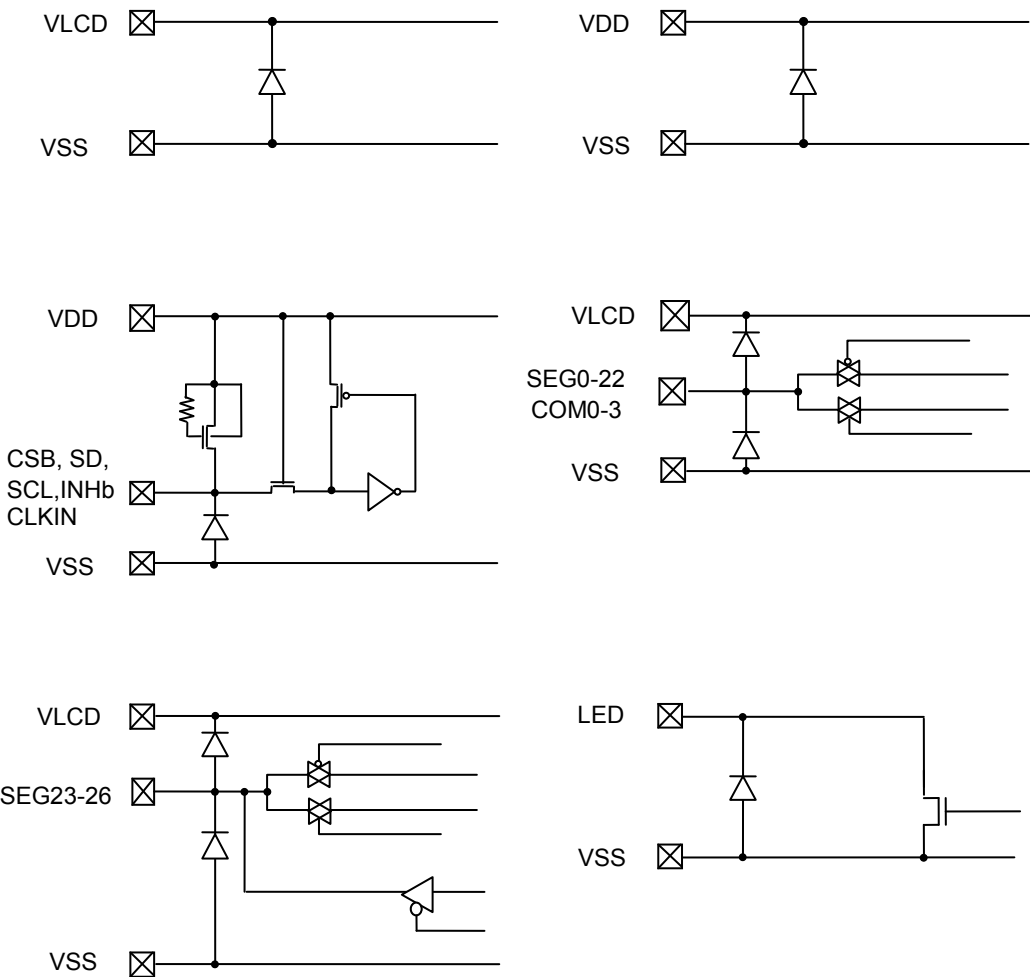 VLCD
VSS
VDD
VSS
VDD
CSB, SD,
SCL,INHb
CLKIN
VSS
VLCD
SEG0-22
COM0-3
VSS
VLCD
SEG23-26
VSS
LED
VSS